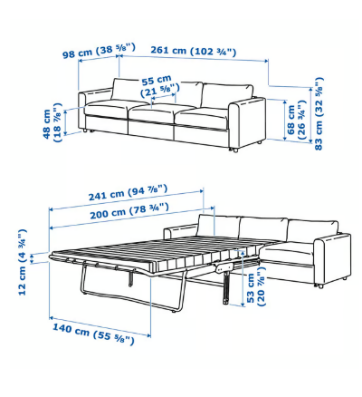 98 cm (38 ⅝")
261 cm (102 ¾")
55 cm
(21 ⅝")
48 cm
(18 ⅞")
68 cm
(26 ¾")
83 cm (32 ⅝")
241 cm (94 ⅞")
200 cm (78 ¾")
12 cm (4 ¾")
53 cm
(20 ⅞")
140 cm (55 ⅛")